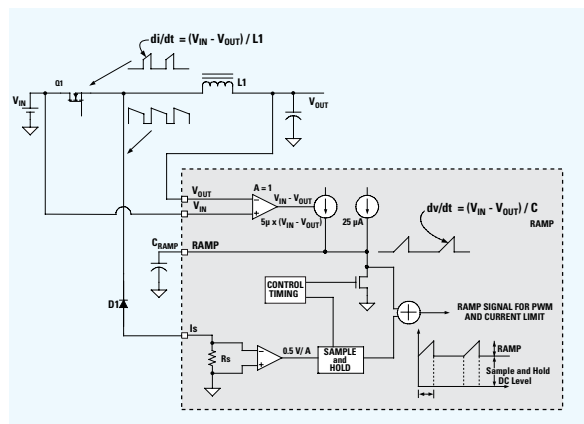 di/dt = (VIN - VOUT) / L1
Q1
L1
VIN
VOUT
VOUT
A = 1
VIN
VIN - VOUT
5µ x (VIN - VOUT)
25 µA
dv/dt = (VIN - VOUT) / C
RAMP
CRAMP
RAMP
CONTROL
TIMING
D1
RAMP SIGNAL FOR PWM
AND CURRENT LIMIT
Is
Rs
0.5 V/ A
SAMPLE
and
HOLD
RAMP
Sample and Hold
DC Level